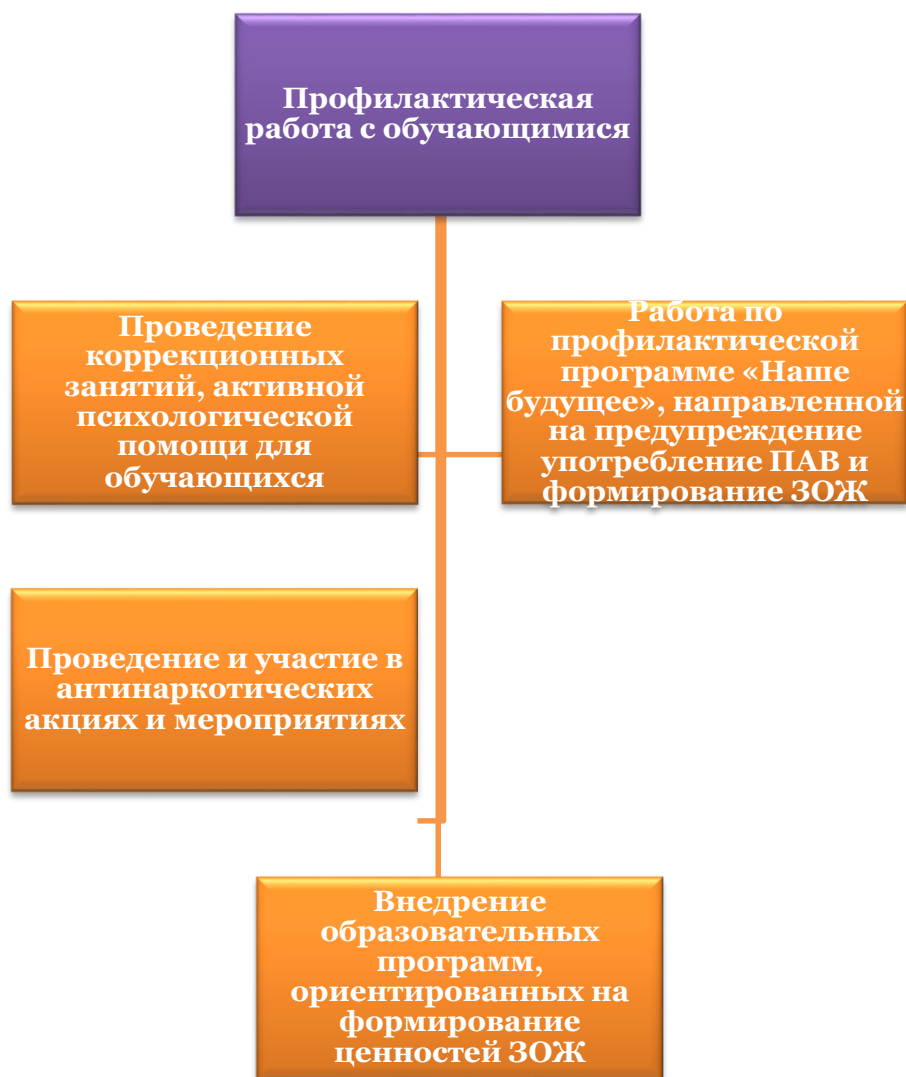 Профилактическая
работа с обучающимися
Проведение
коррекционных
занятий, активной
психологической
помощи для
обучающихся
Работа по
профилактической
программе «Наше
будущее», направленной
на предупреждение
употребление ПАВ и
формирование ЗОЖ
Проведение и участие в
антинаркотических
акциях и мероприятиях
Внедрение
образовательных
программ,
ориентированных на
формирование
ценностей ЗОЖ